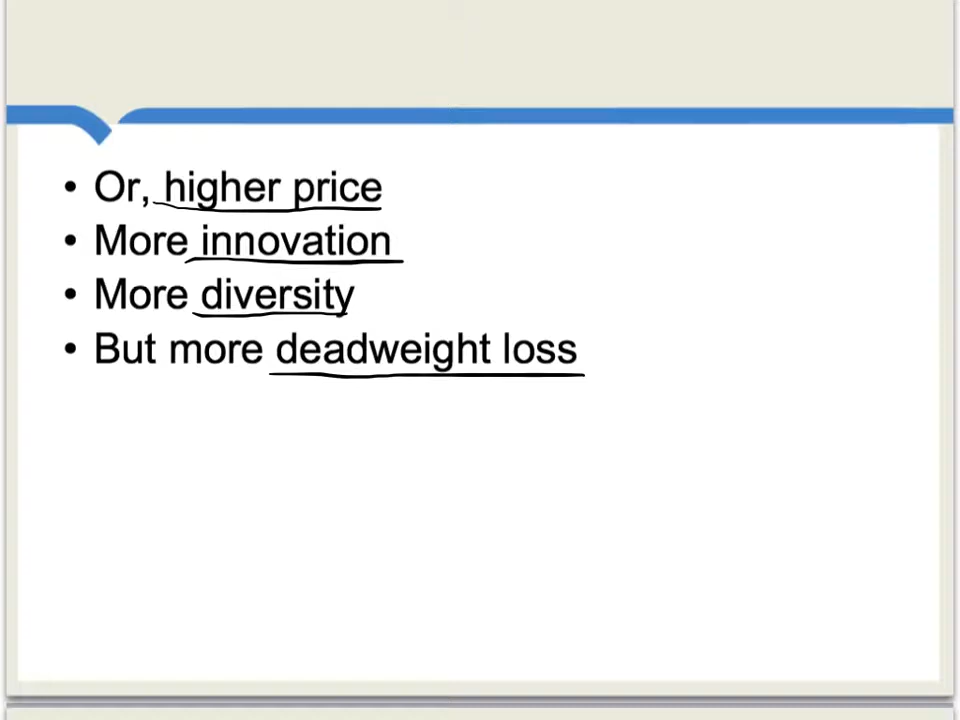 • Or, higher price
• More innovation
• More diversity
• But more deadweight loss